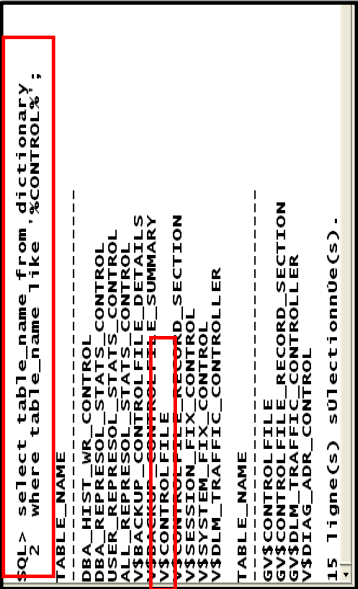 SQL> select table_name from dictionary
  2  where table_name like '%CONTROL%';
TABLE_NAME
------------------------------
DBA_HIST_WR_CONTROL
DBA_REPRESOL_STATS_CONTROL
USER_REPRESOL_STATS_CONTROL
ALL_REPRESOL_STATS_CONTROL
V$BACKUP_CONTROLFILE_DETAILS
V$BACKUP_CONTROLFILE_SUMMARY
V$CONTROLFILE
V$CONTROLFILE_RECORD_SECTION
V$SESSION_FIX_CONTROL
V$SYSTEM_FIX_CONTROL
V$DLM_TRAFFIC_CONTROLLER
TABLE_NAME
------------------------------
GV$CONTROLFILE
GV$CONTROLFILE_RECORD_SECTION
GV$DLM_TRAFFIC_CONTROLLER
V$DIAG_ADR_CONTROL
15 ligne(s) sÚlectionnÚe(s).